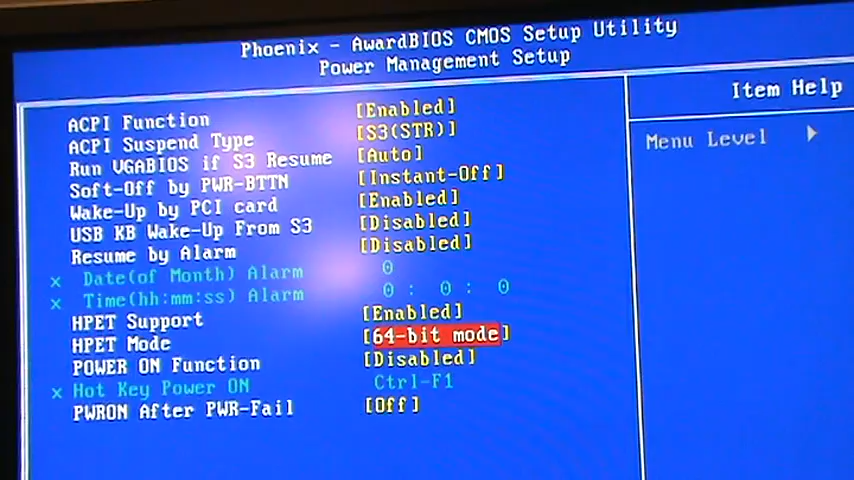 Phoenix - AwardBIOS CMOS Setup Utility
Power Management Setup
ACPI Function [Enabled]
ACPI Suspend Type [S3(STR)]
Run VGABIOS if S3 Resume [Auto]
Soft-Off by PWR-BTTN [Instant-Off]
Wake-Up by PCI card [Enabled]
USB KB Wake-Up From S3 [Disabled]
Resume by Alarm [Disabled]
x Date(of Month) Alarm 0
x Time(hh:mm:ss) Alarm 0 : 0 : 0
HPET Support [Enabled]
HPET Mode [64-bit mode]
POWER ON Function [Disabled]
x Hot Key Power ON Ctrl-F1
PWRON After PWR-Fail [Off]
Item Help
Menu Level